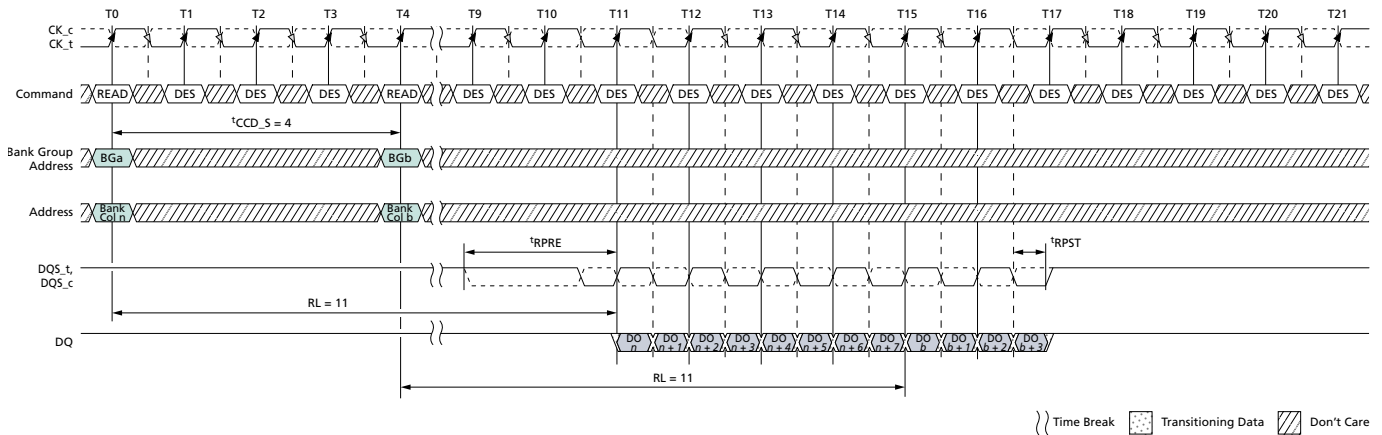 T0 T1 T2 T3 T4 T9 T10 T11 T12 T13 T14 T15 T16 T17 T18 T19 T20 T21
CK_c
CK_t
Command READ DES DES DES READ DES DES DES DES DES DES DES DES DES DES DES DES DES
tCCD_S = 4
Bank Group
Address
BGa BGb
Address
Bank
Col n
Bank
Col b
tRPRE tRPST
DQS_t,
DQS_c
RL = 11
DQ
DO
n
DO
n + 1
DO
n + 2
DO
n + 3
DO
n + 4
DO
n + 5
DO
n + 6
DO
n + 7
DO
b
DO
b + 1
DO
b + 2
DO
b + 3
RL = 11
Time Break Transitioning Data Don't Care